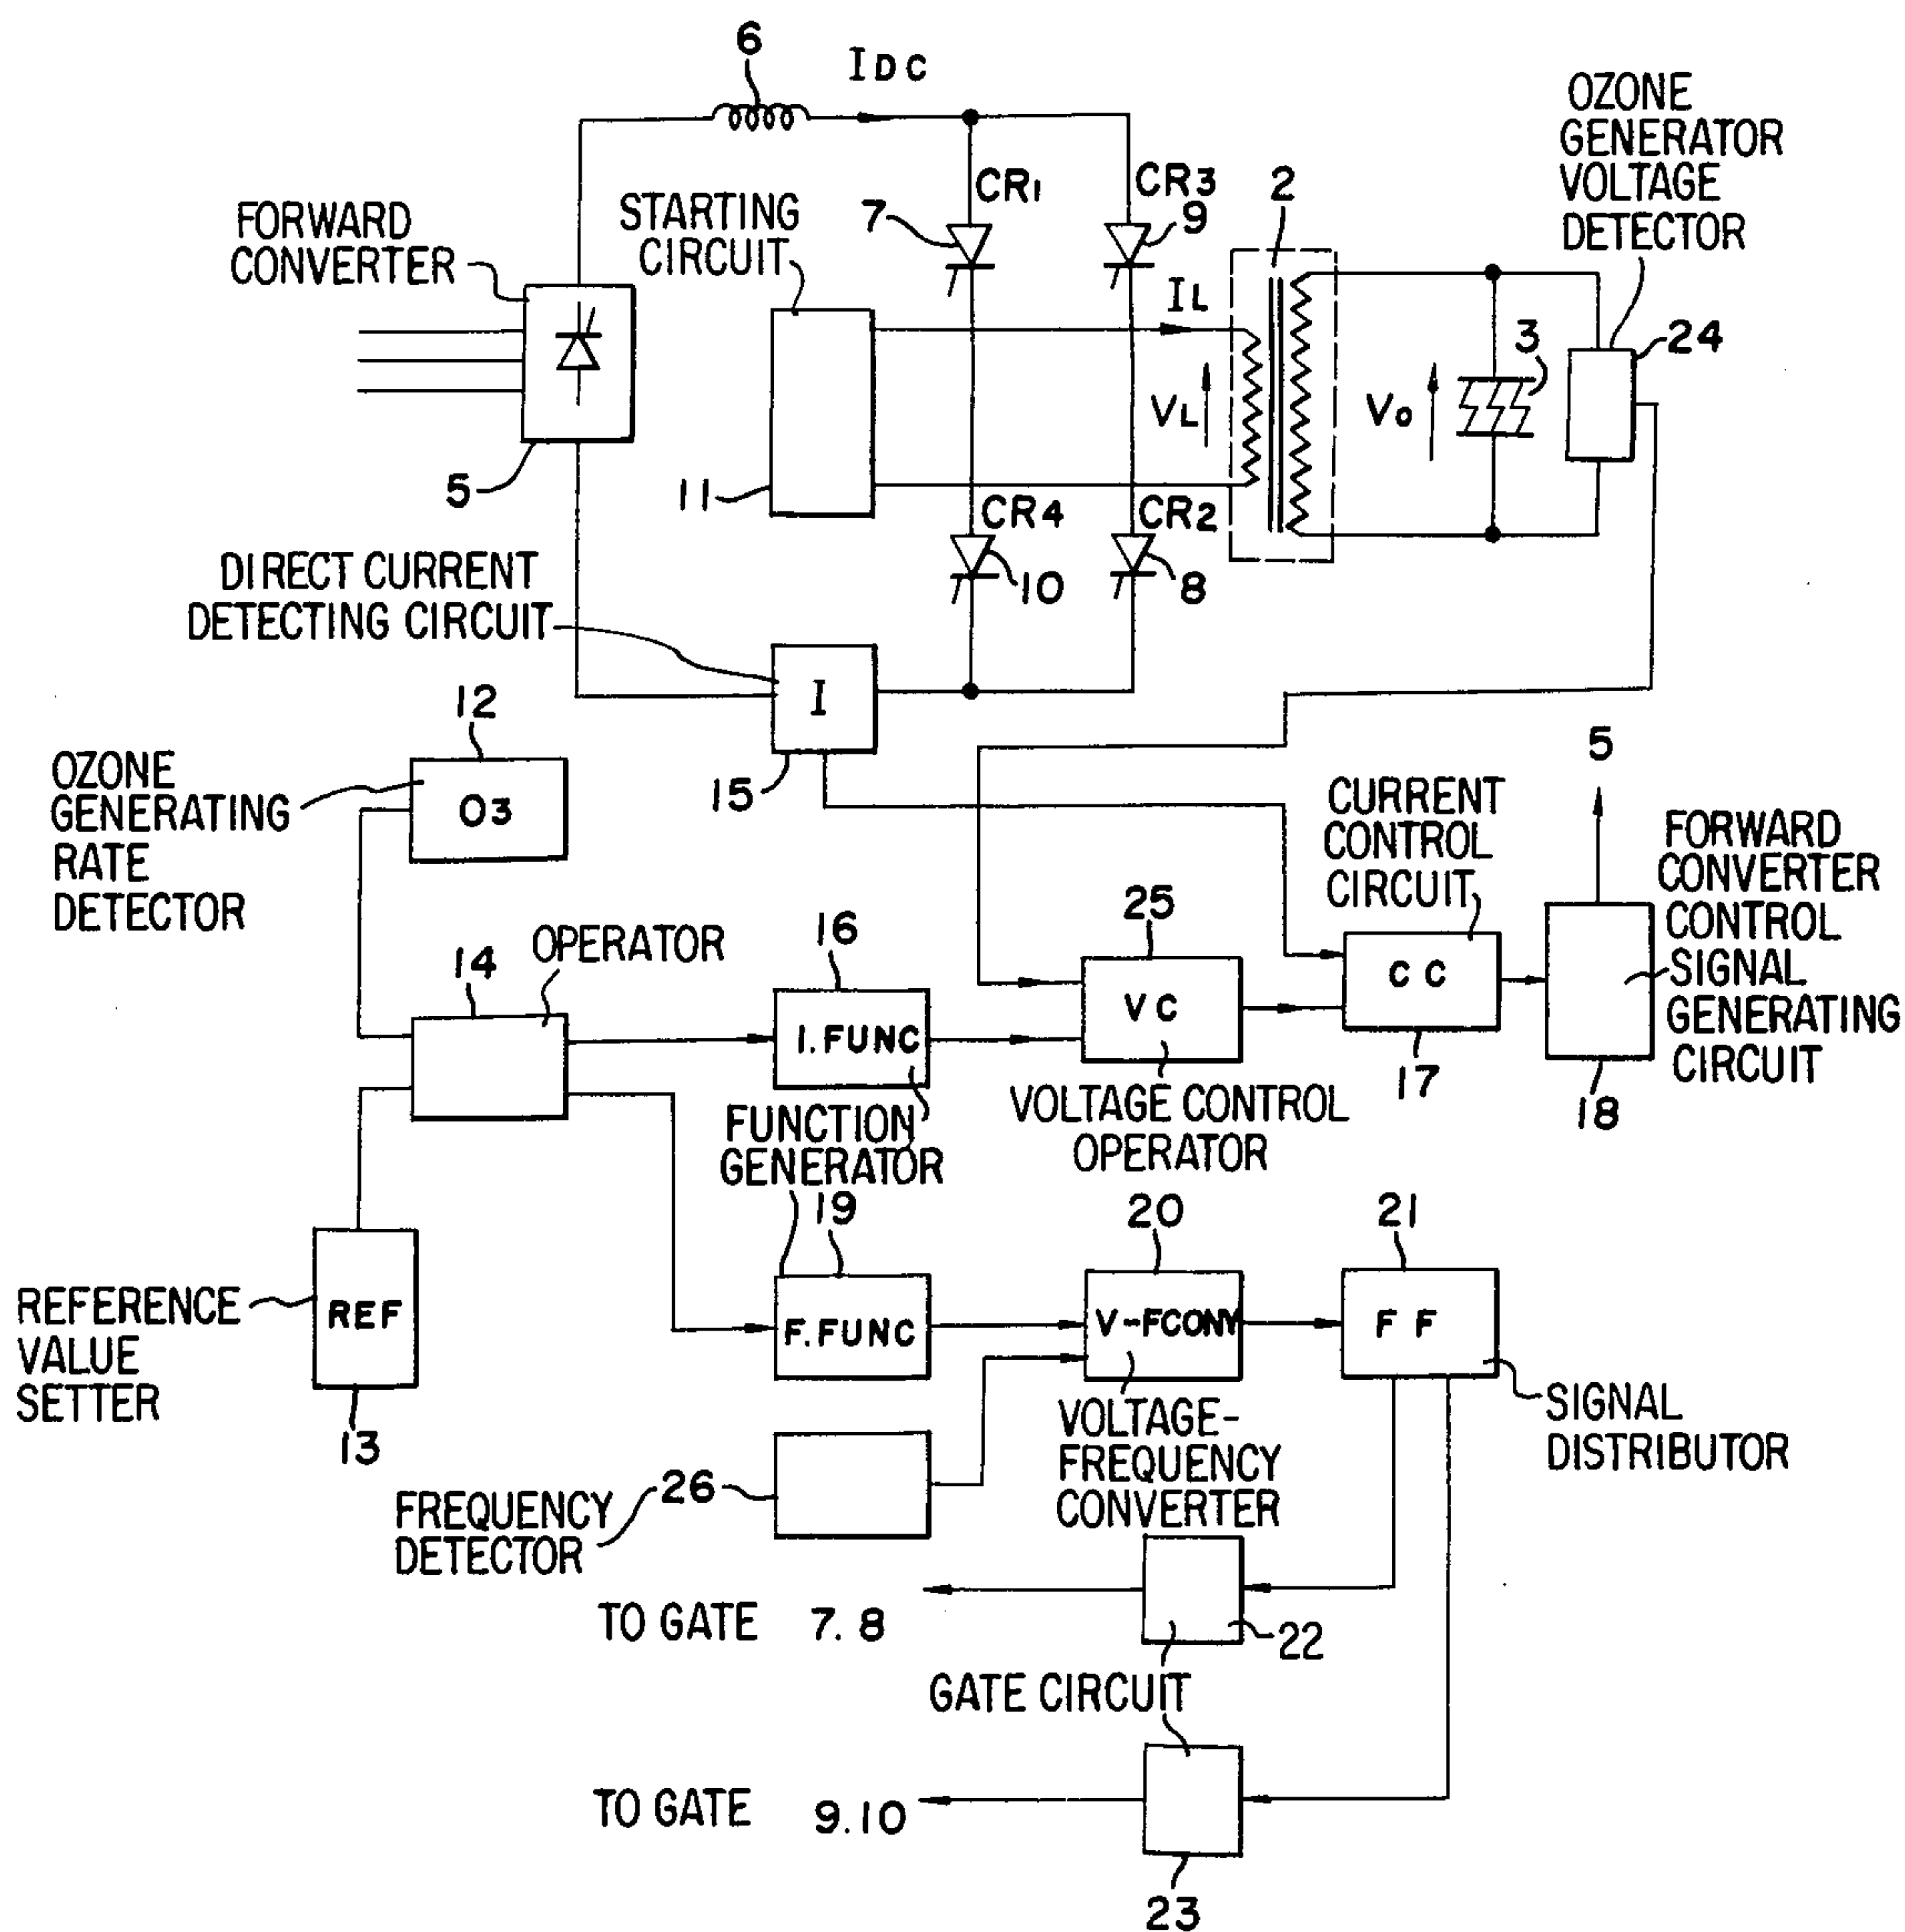 6
IDC
OZONE
GENERATOR
VOLTAGE
DETECTOR
CR1
CR3
2
7
9
STARTING
CIRCUIT
FORWARD
CONVERTER
IL
3
24
VL
Vo
5
11
CR4
CR2
10
8
DIRECT CURRENT
DETECTING CIRCUIT
I
15
12
OZONE
GENERATING
RATE
DETECTOR
O3
5
CURRENT
CONTROL
CIRCUIT
FORWARD
CONVERTER
CONTROL
SIGNAL
GENERATING
CIRCUIT
14
OPERATOR
16
25
I.FUNC
VC
CC
17
18
FUNCTION
GENERATOR
VOLTAGE CONTROL
OPERATOR
19
20
21
REFERENCE
VALUE
SETTER
REF
13
F.FUNC
V-FCONY
FF
SIGNAL
DISTRIBUTOR
VOLTAGE-
FREQUENCY
CONVERTER
26
FREQUENCY
DETECTOR
TO GATE 7.8
22
GATE CIRCUIT
TO GATE 9.10
23